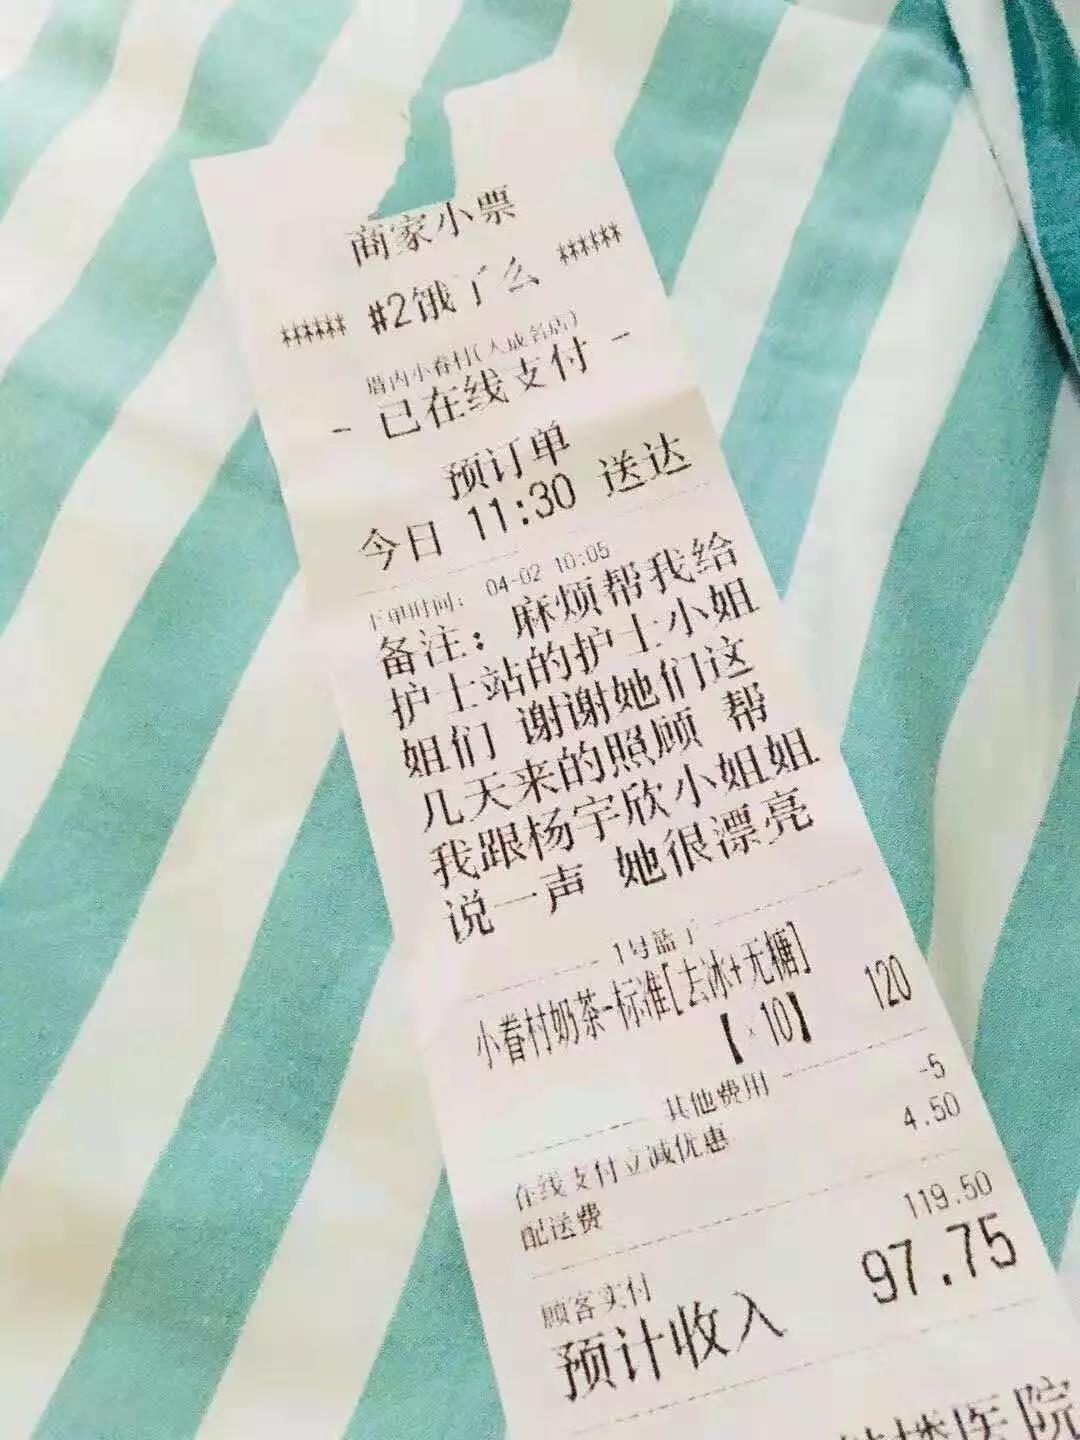 商家小票
****** #2饿了么 ******
- 已在线支付 -
预订单
今日 11:30 送达
下单时间： 04-02 10:05
备注：麻烦帮我给
护士站的护士小姐
姐们 谢谢她们这
几天来的照顾 帮
我跟杨宇欣小姐姐
说一声 她很漂亮
1号篮子
小眷村奶茶-标准[去冰+无糖]
【×10】 120
其他费用
在线支付立减优惠 -5
配送费 4.50
顾客实付 119.50
预计收入 97.75
楼医院